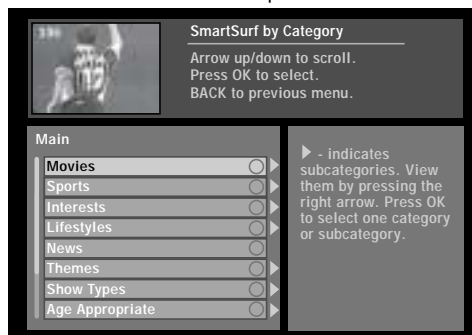 SmartSurf by Category
Arrow up/down to scroll.
Press OK to select.
BACK to previous menu.
Main
Movies
Sports
Interests
Lifestyles
News
Themes
Show Types
Age Appropriate
- indicates
subcategories. View
them by pressing the
right arrow. Press OK
to select one category
or subcategory.